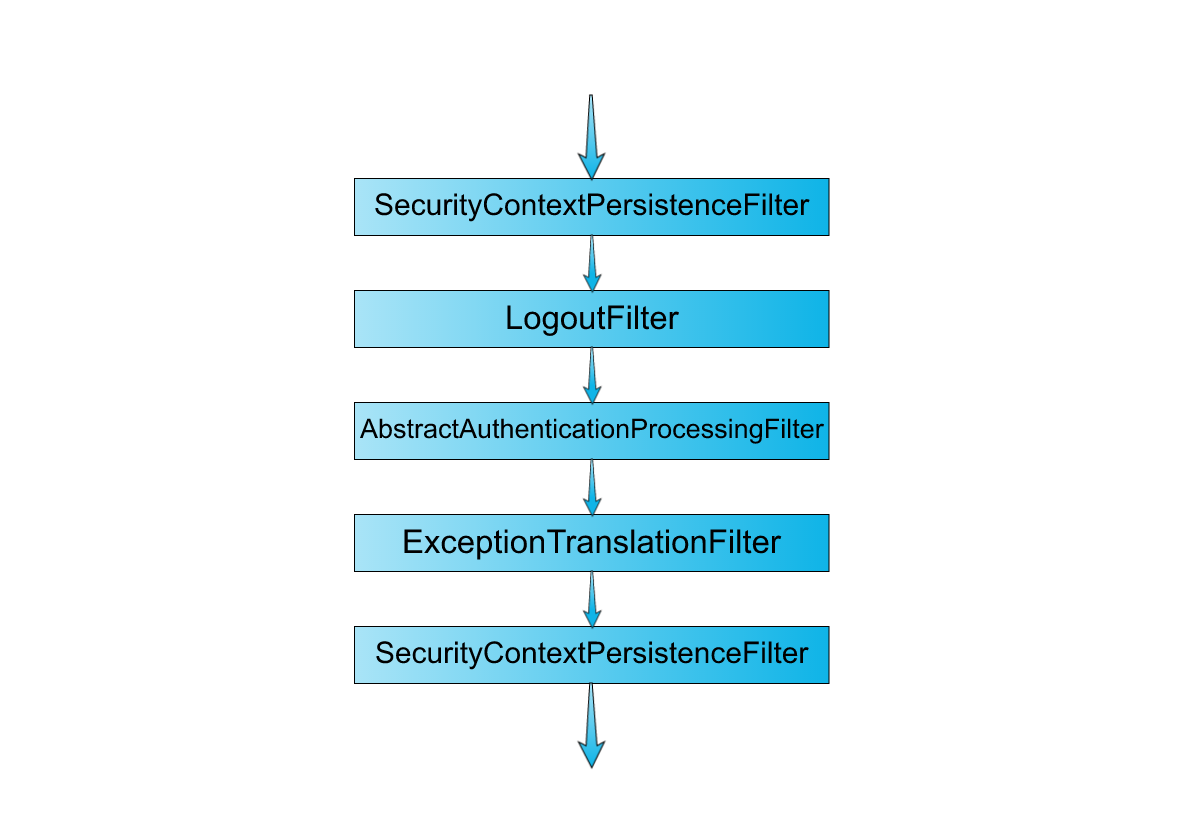 SecurityContextPersistenceFilter
LogoutFilter
AbstractAuthenticationProcessingFilter
ExceptionTranslationFilter
SecurityContextPersistenceFilter